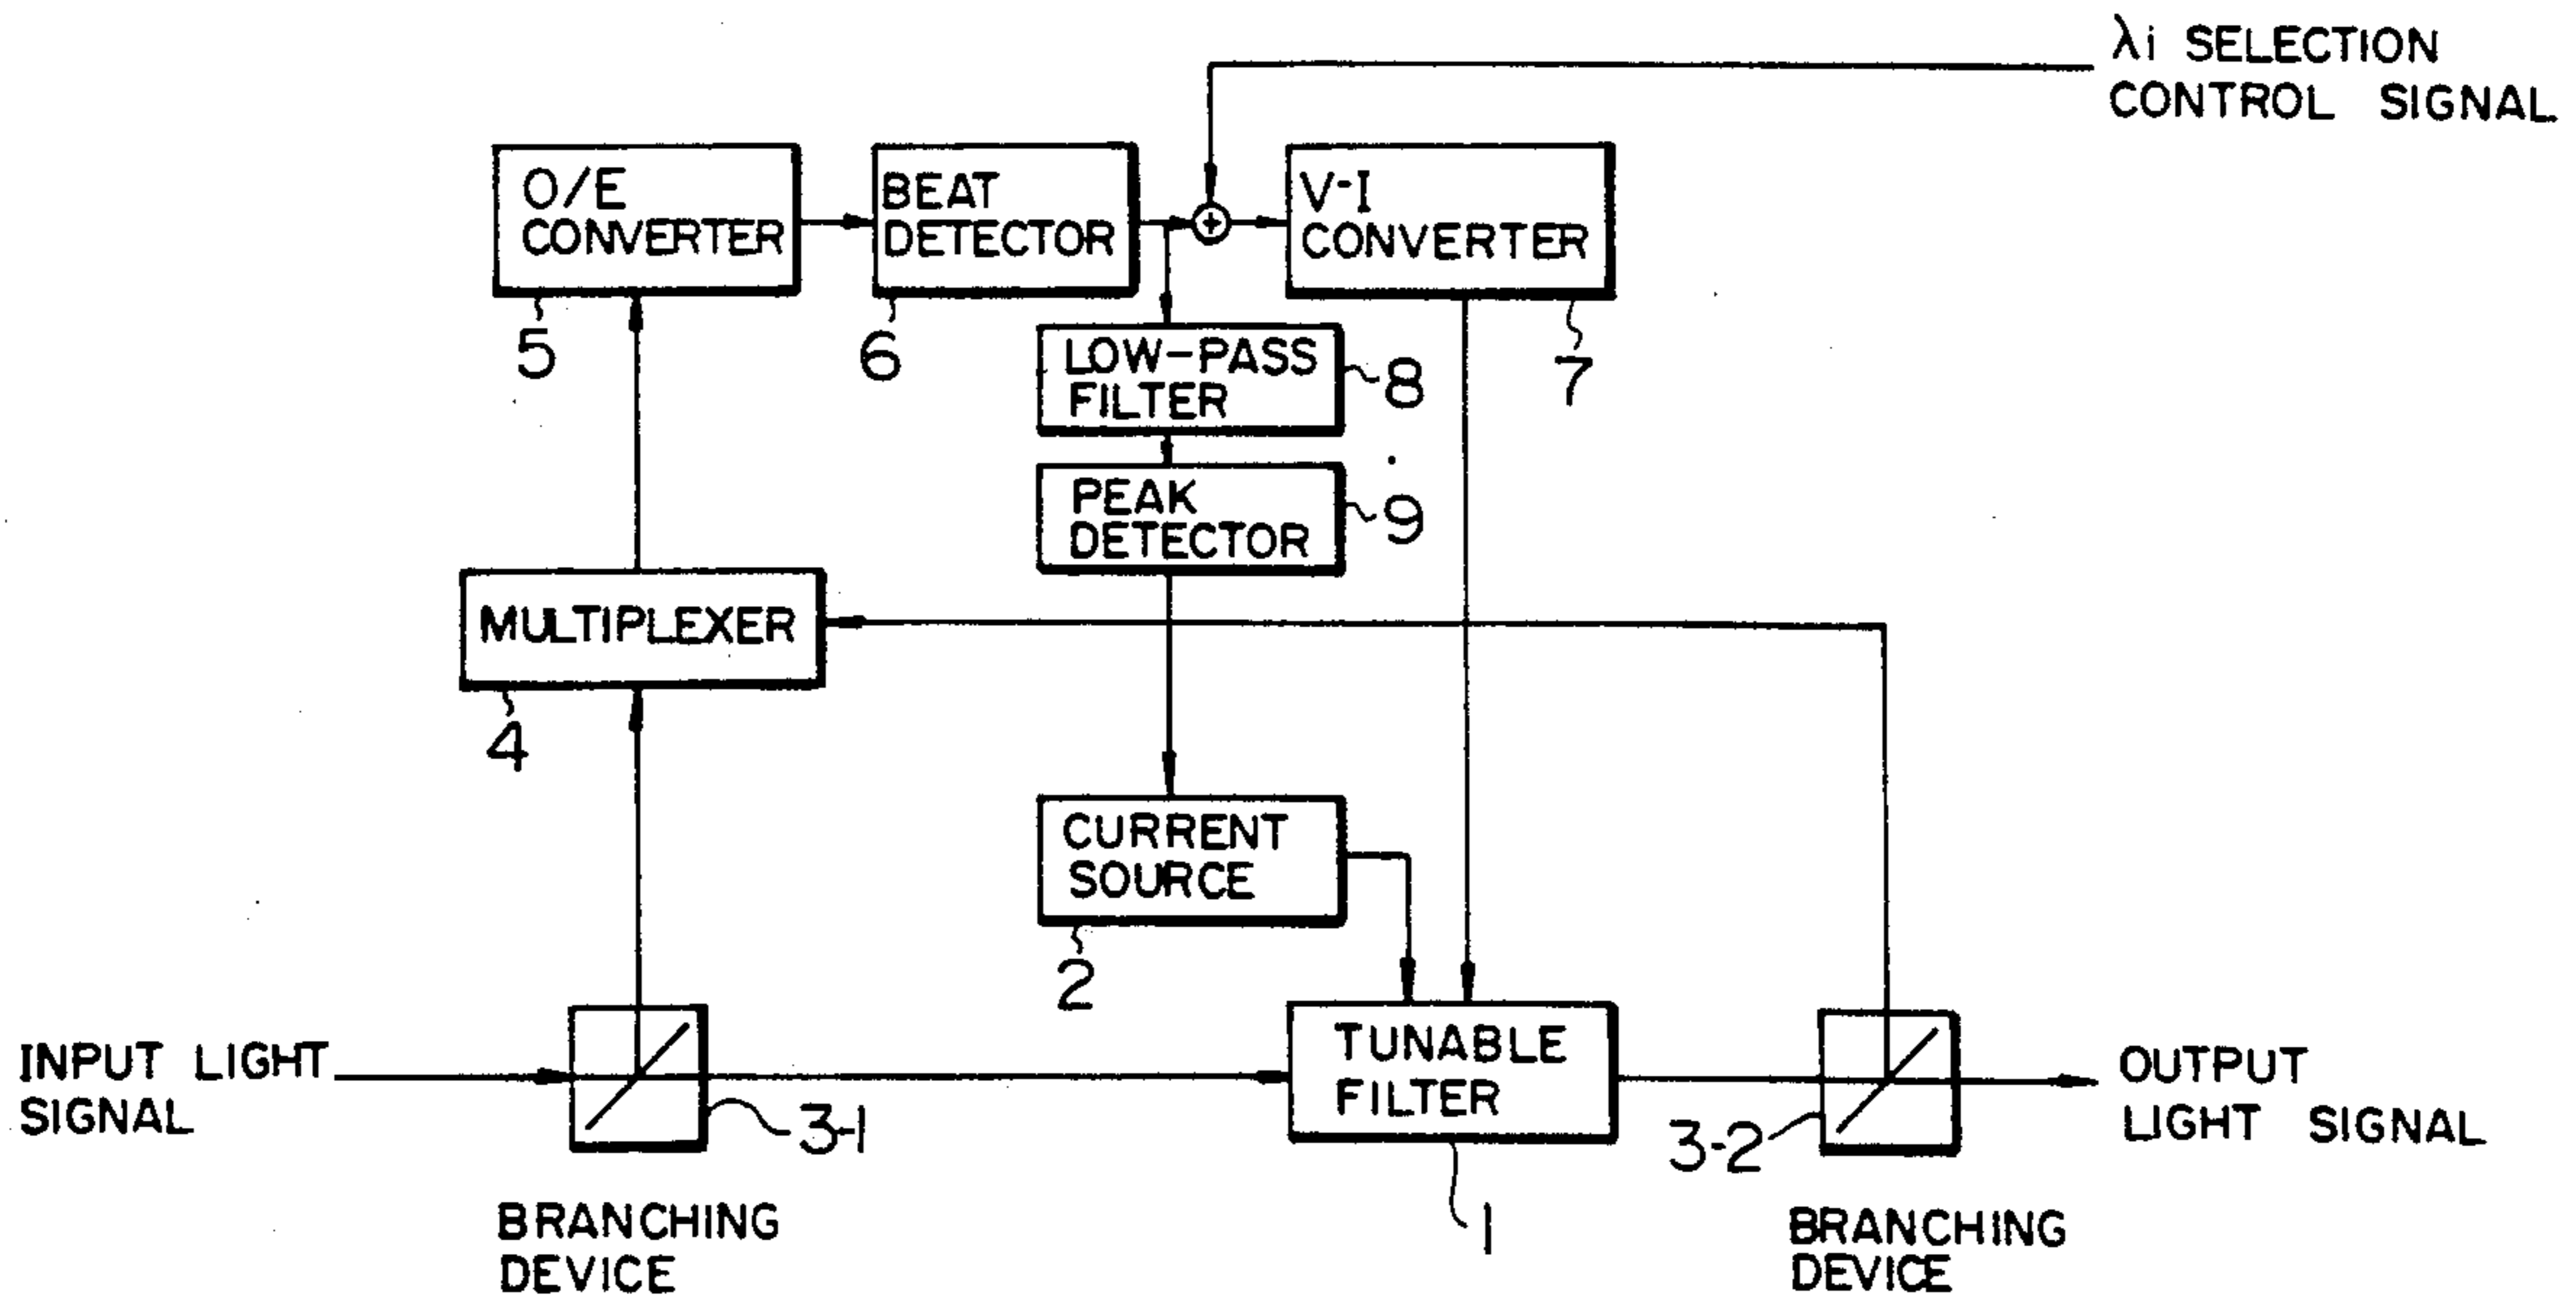 λi SELECTION
CONTROL SIGNAL
O/E
CONVERTER
5
BEAT
DETECTOR
6
+
V-I
CONVERTER
7
LOW-PASS
FILTER
8
PEAK
DETECTOR
9
MULTIPLEXER
4
CURRENT
SOURCE
2
INPUT LIGHT
SIGNAL
3-1
BRANCHING
DEVICE
TUNABLE
FILTER
1
3-2
BRANCHING
DEVICE
OUTPUT
LIGHT SIGNAL